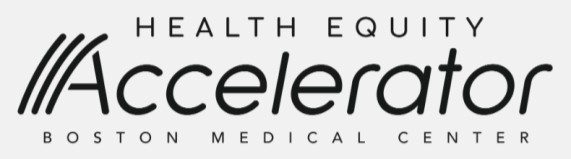 HEALTH EQUITY
Accelerator
BOSTON MEDICAL CENTER